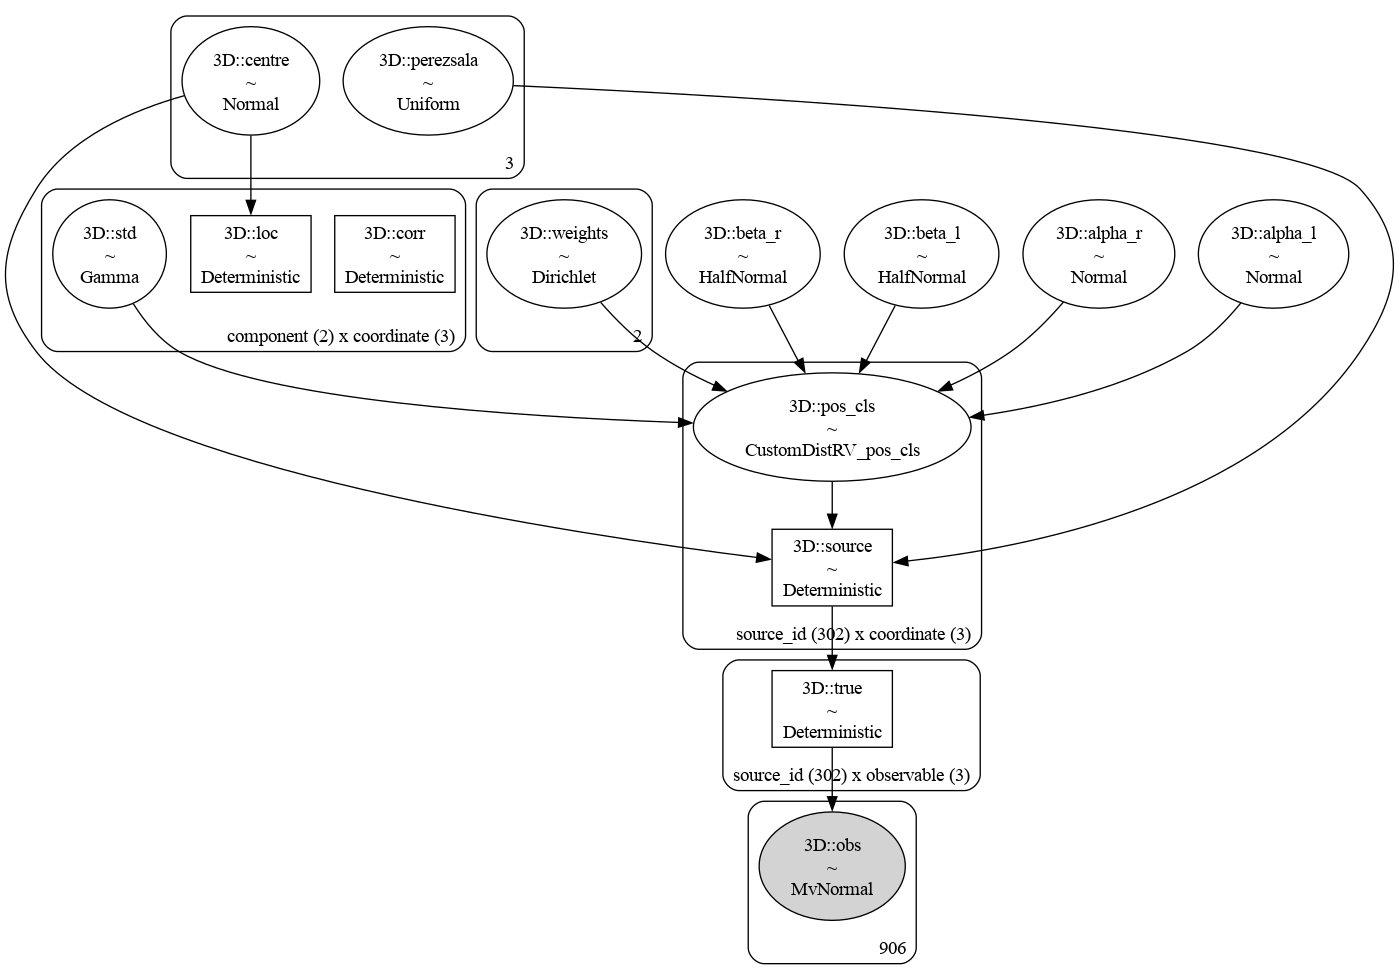 3D::centre
~
Normal
3D::perezsala
~
Uniform
3
3D::std
~
Gamma
3D::loc
~
Deterministic
3D::corr
~
Deterministic
component (2) x coordinate (3)
3D::weights
~
Dirichlet
2
3D::beta_r
~
HalfNormal
3D::beta_l
~
HalfNormal
3D::alpha_r
~
Normal
3D::alpha_l
~
Normal
3D::pos_cls
~
CustomDistRV_pos_cls
3D::source
~
Deterministic
source_id (302) x coordinate (3)
3D::true
~
Deterministic
source_id (302) x observable (3)
3D::obs
~
MvNormal
906